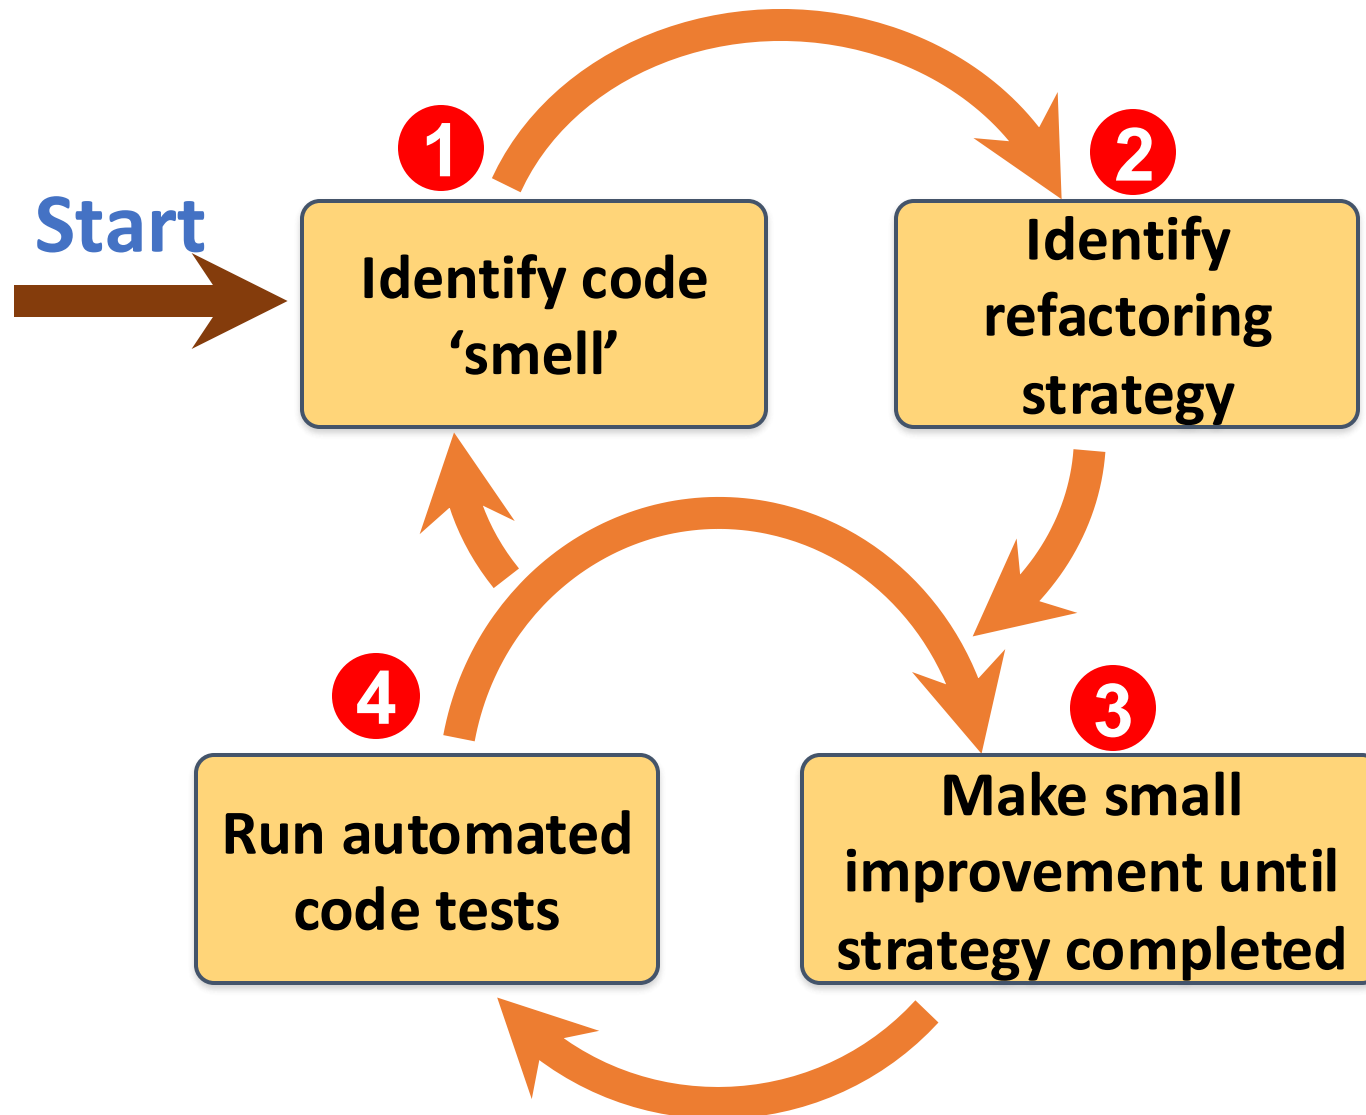 Start
1
Identify code
‘smell’
2
Identify
refactoring
strategy
3
Make small
improvement until
strategy completed
4
Run automated
code tests